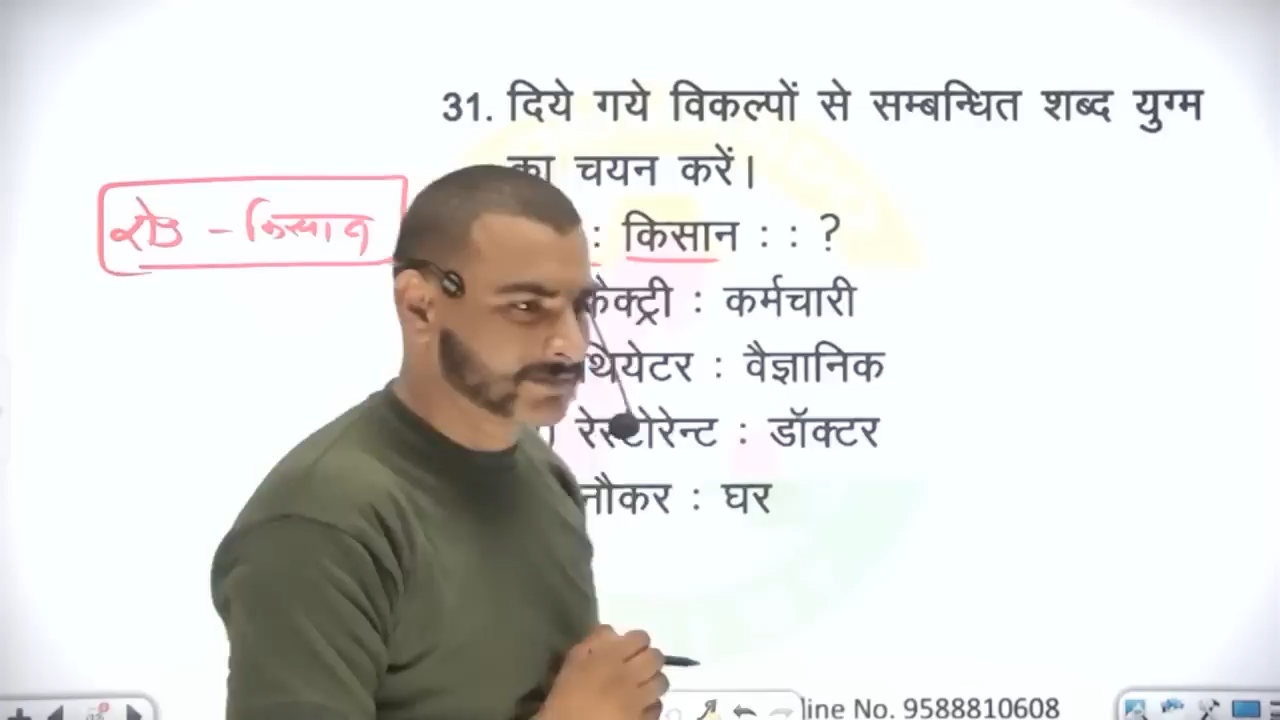 31. दिये गये विकल्पों से सम्बन्धित शब्द युग्म
का चयन करें।
- किसान
: किसान : : ?
फैक्ट्री : कर्मचारी
थियेटर : वैज्ञानिक
रेस्टोरेन्ट : डॉक्टर
नौकर : घर
line No. 9588810608